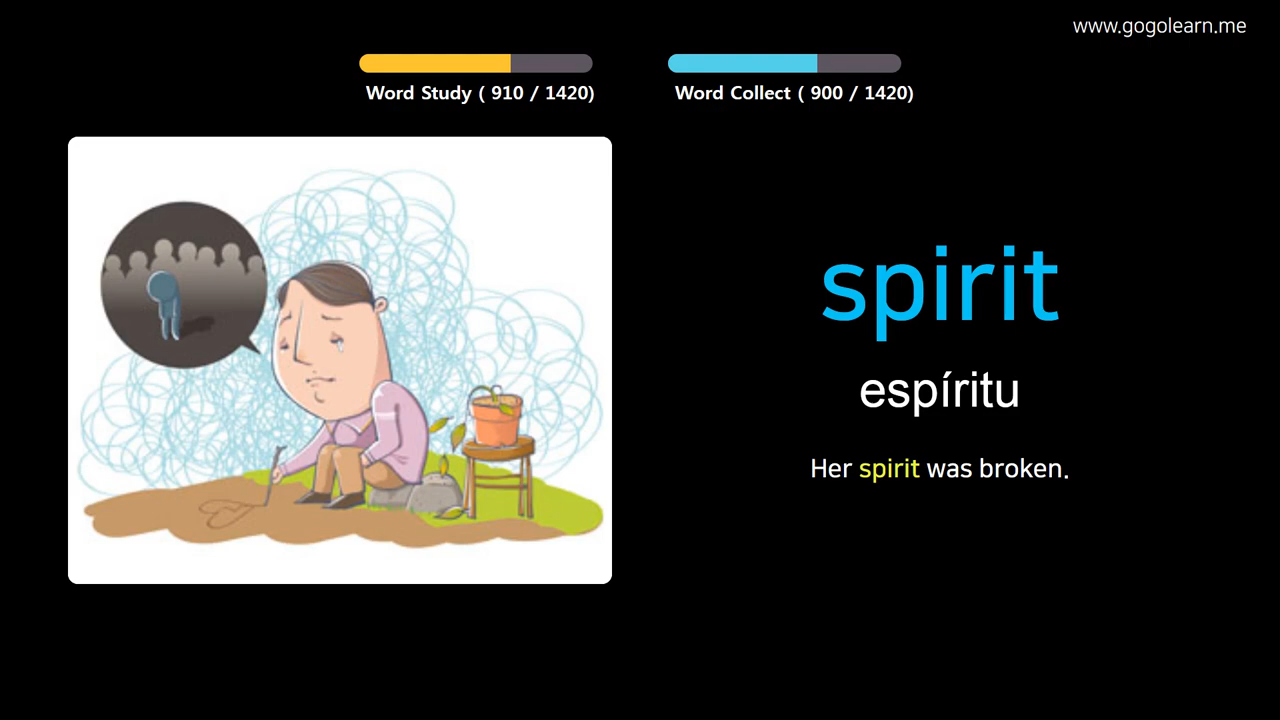 www.gogolearn.me
Word Study ( 910 / 1420)
Word Collect ( 900 / 1420)
spirit
espíritu
Her spirit was broken.